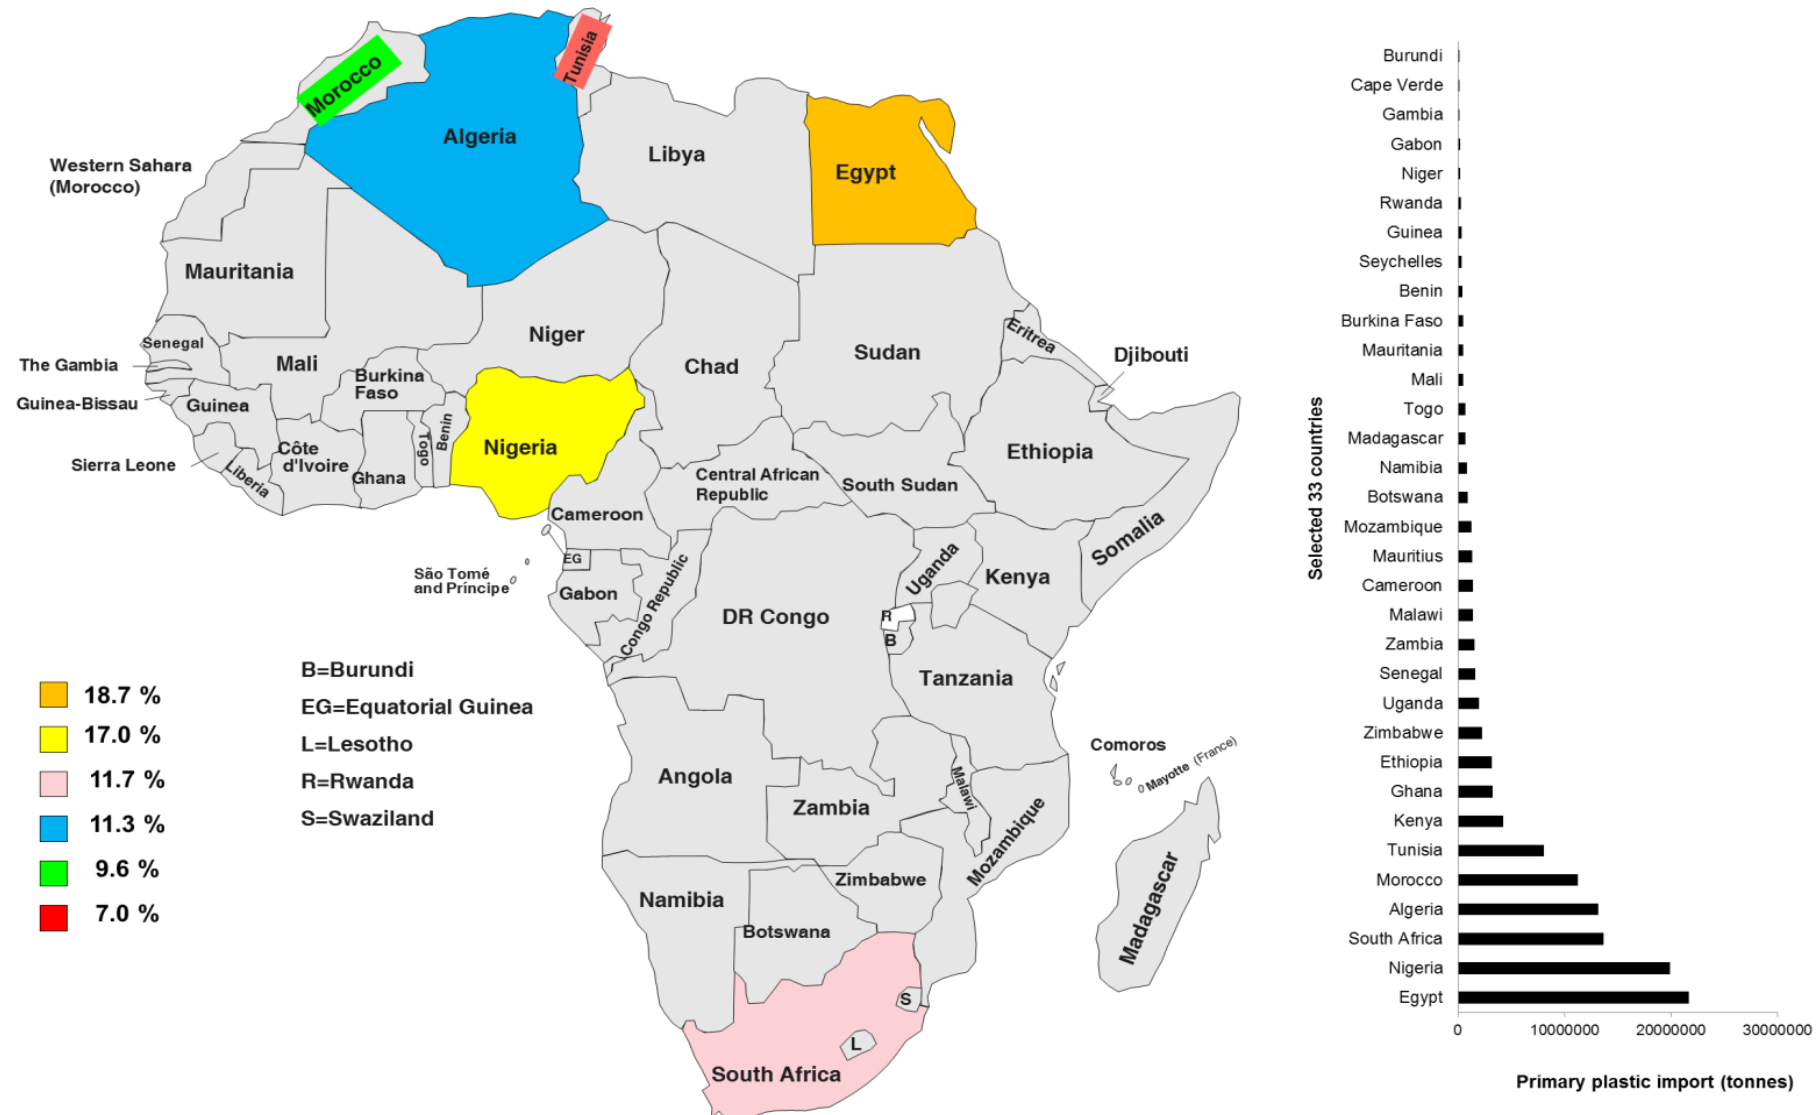 Morocco
Tunisia
Algeria
Libya
Egypt
Western Sahara
(Morocco)
Mauritania
Niger
Mali
Chad
Sudan
Eritrea
Djibouti
Senegal
The Gambia
Guinea-Bissau
Guinea
Burkina
Faso
Benin
Togo
Nigeria
Sierra Leone
Liberia
Côte
d'Ivoire
Ghana
Central African
Republic
South Sudan
Ethiopia
Somalia
Cameroon
EG
São Tomé
and Príncipe
Gabon
Congo Republic
DR Congo
Uganda
Kenya
R
B
Tanzania
Comoros
Mayotte (France)
Angola
Zambia
Malawi
Mozambique
Madagascar
Namibia
Zimbabwe
Botswana
S
L
South Africa
18.7 %
17.0 %
11.7 %
11.3 %
9.6 %
7.0 %
B=Burundi
EG=Equatorial Guinea
L=Lesotho
R=Rwanda
S=Swaziland
Selected 33 countries
Burundi
Cape Verde
Gambia
Gabon
Niger
Rwanda
Guinea
Seychelles
Benin
Burkina Faso
Mauritania
Mali
Togo
Madagascar
Namibia
Botswana
Mozambique
Mauritius
Cameroon
Malawi
Zambia
Senegal
Uganda
Zimbabwe
Ethiopia
Ghana
Kenya
Tunisia
Morocco
Algeria
South Africa
Nigeria
Egypt
0 10000000 20000000 30000000
Primary plastic import (tonnes)